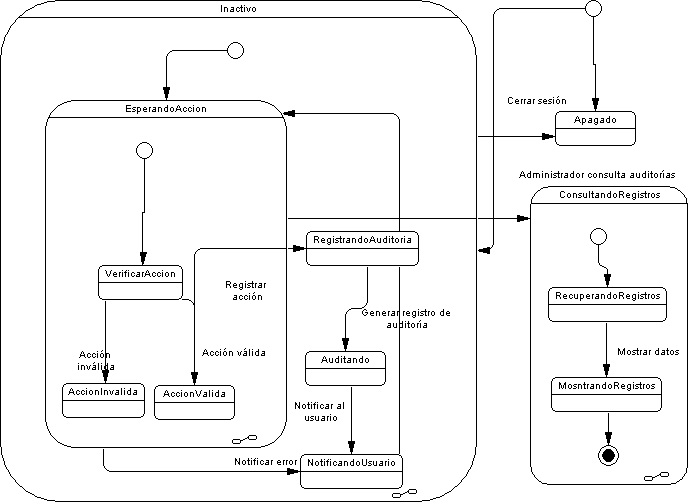 Inactivo
EsperandoAccion
Cerrar sesión
Apagado
Administrador consulta auditorías
ConsultandoRegistros
RegistrandoAuditoria
VerificarAccion
Registrar
acción
RecuperandoRegistros
Generar registro de
auditoría
Acción
inválida
Acción válida
Auditando
Mostrar datos
AccionInvalida
AccionValida
MosntrandoRegistros
Notificar al
usuario
Notificar error
NotificandoUsuario